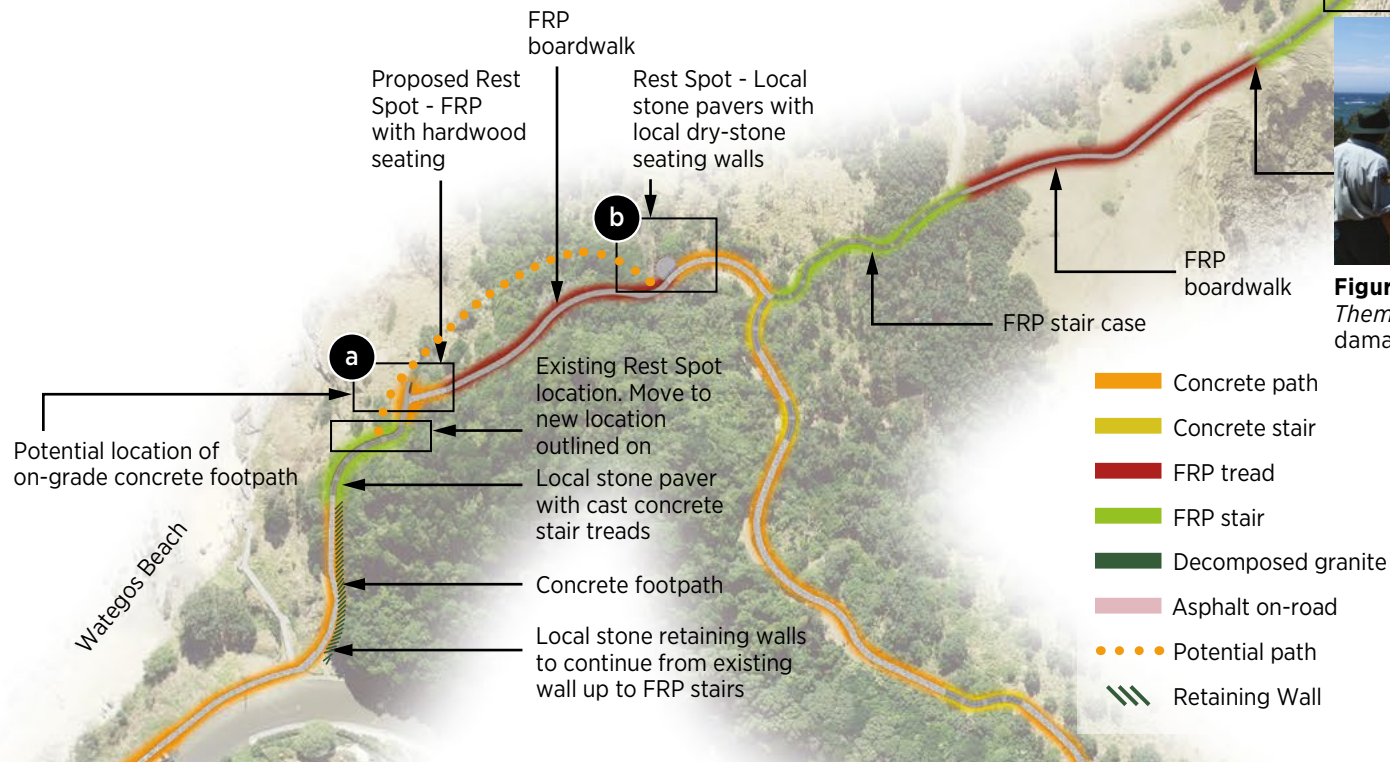 FRP
boardwalk
Proposed Rest
Spot - FRP
with hardwood
seating
Rest Spot - Local
stone pavers with
local dry-stone
seating walls
b
a
FRP
boardwalk
FRP stair case
Existing Rest Spot
location. Move to
new location
outlined on
Potential location of
on-grade concrete footpath
Local stone paver
with cast concrete
stair treads
Concrete footpath
Local stone retaining walls
to continue from existing
wall up to FRP stairs
Wategos Beach
Figur
Them
dama
Concrete path
Concrete stair
FRP tread
FRP stair
Decomposed granite
Asphalt on-road
Potential path
Retaining Wall